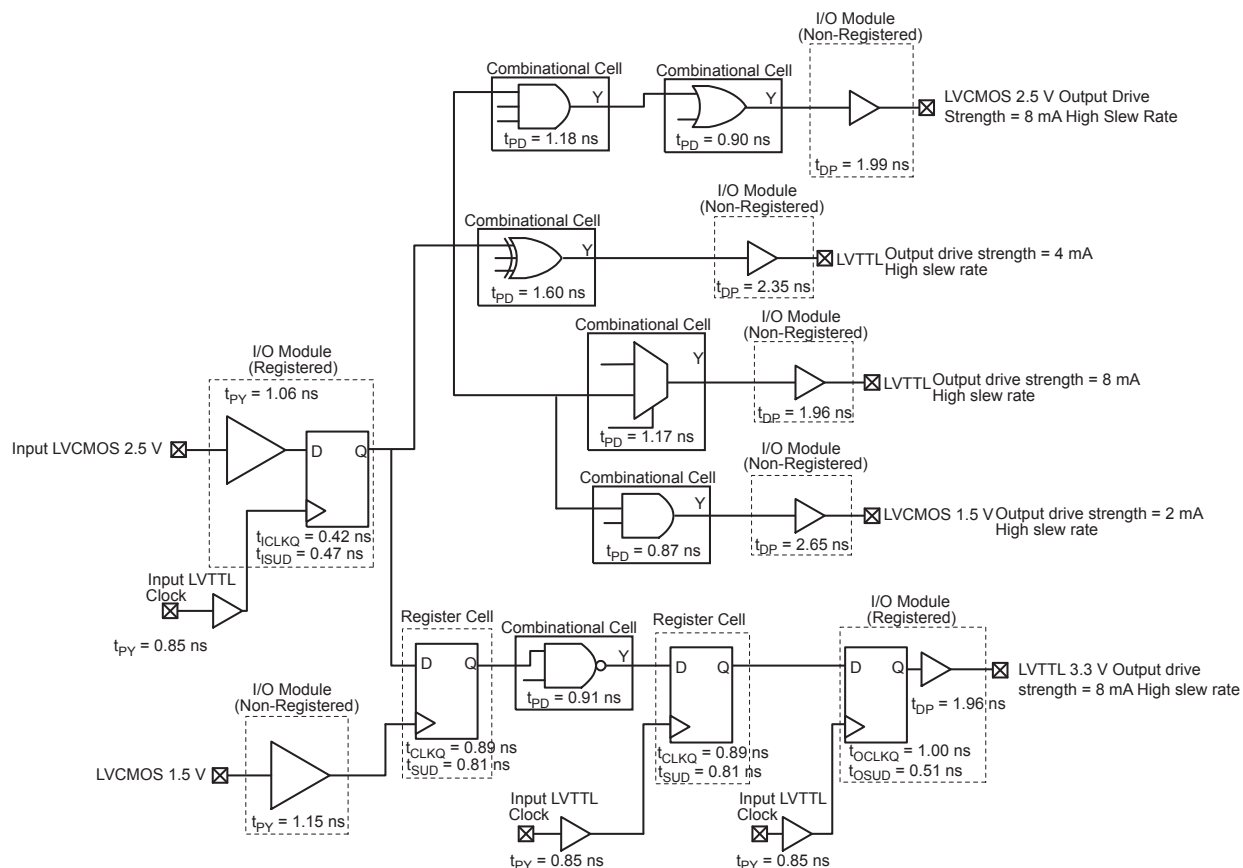 I/O Module
(Non-Registered)
Combinational Cell
Y
tPD = 1.18 ns
Combinational Cell
Y
tPD = 0.90 ns
tDP = 1.99 ns
LVCMOS 2.5 V Output Drive
Strength = 8 mA High Slew Rate
I/O Module
(Non-Registered)
Combinational Cell
Y
tPD = 1.60 ns
tDP = 2.35 ns
LVTTL Output drive strength = 4 mA
High slew rate
Combinational Cell
Y
tPD = 1.17 ns
I/O Module
(Non-Registered)
tDP = 1.96 ns
LVTTL Output drive strength = 8 mA
High slew rate
I/O Module
(Registered)
tPY = 1.06 ns
Input LVCMOS 2.5 V
D
Q
tICLKQ = 0.42 ns
tISUD = 0.47 ns
Input LVTTL
Clock
tPY = 0.85 ns
Combinational Cell
Y
tPD = 0.87 ns
I/O Module
(Non-Registered)
tDP = 2.65 ns
LVCMOS 1.5 V Output drive strength = 2 mA
High slew rate
I/O Module
(Non-Registered)
LVCMOS 1.5 V
tPY = 1.15 ns
Register Cell
D
Q
tCLKQ = 0.89 ns
tSUD = 0.81 ns
Combinational Cell
Y
tPD = 0.91 ns
Register Cell
D
Q
tCLKQ = 0.89 ns
tSUD = 0.81 ns
Input LVTTL
Clock
tPY = 0.85 ns
I/O Module
(Registered)
D
Q
tDP = 1.96 ns
tOCLKQ = 1.00 ns
tOSUD = 0.51 ns
Input LVTTL
Clock
tPY = 0.85 ns
LVTTL 3.3 V Output drive
strength = 8 mA High slew rate